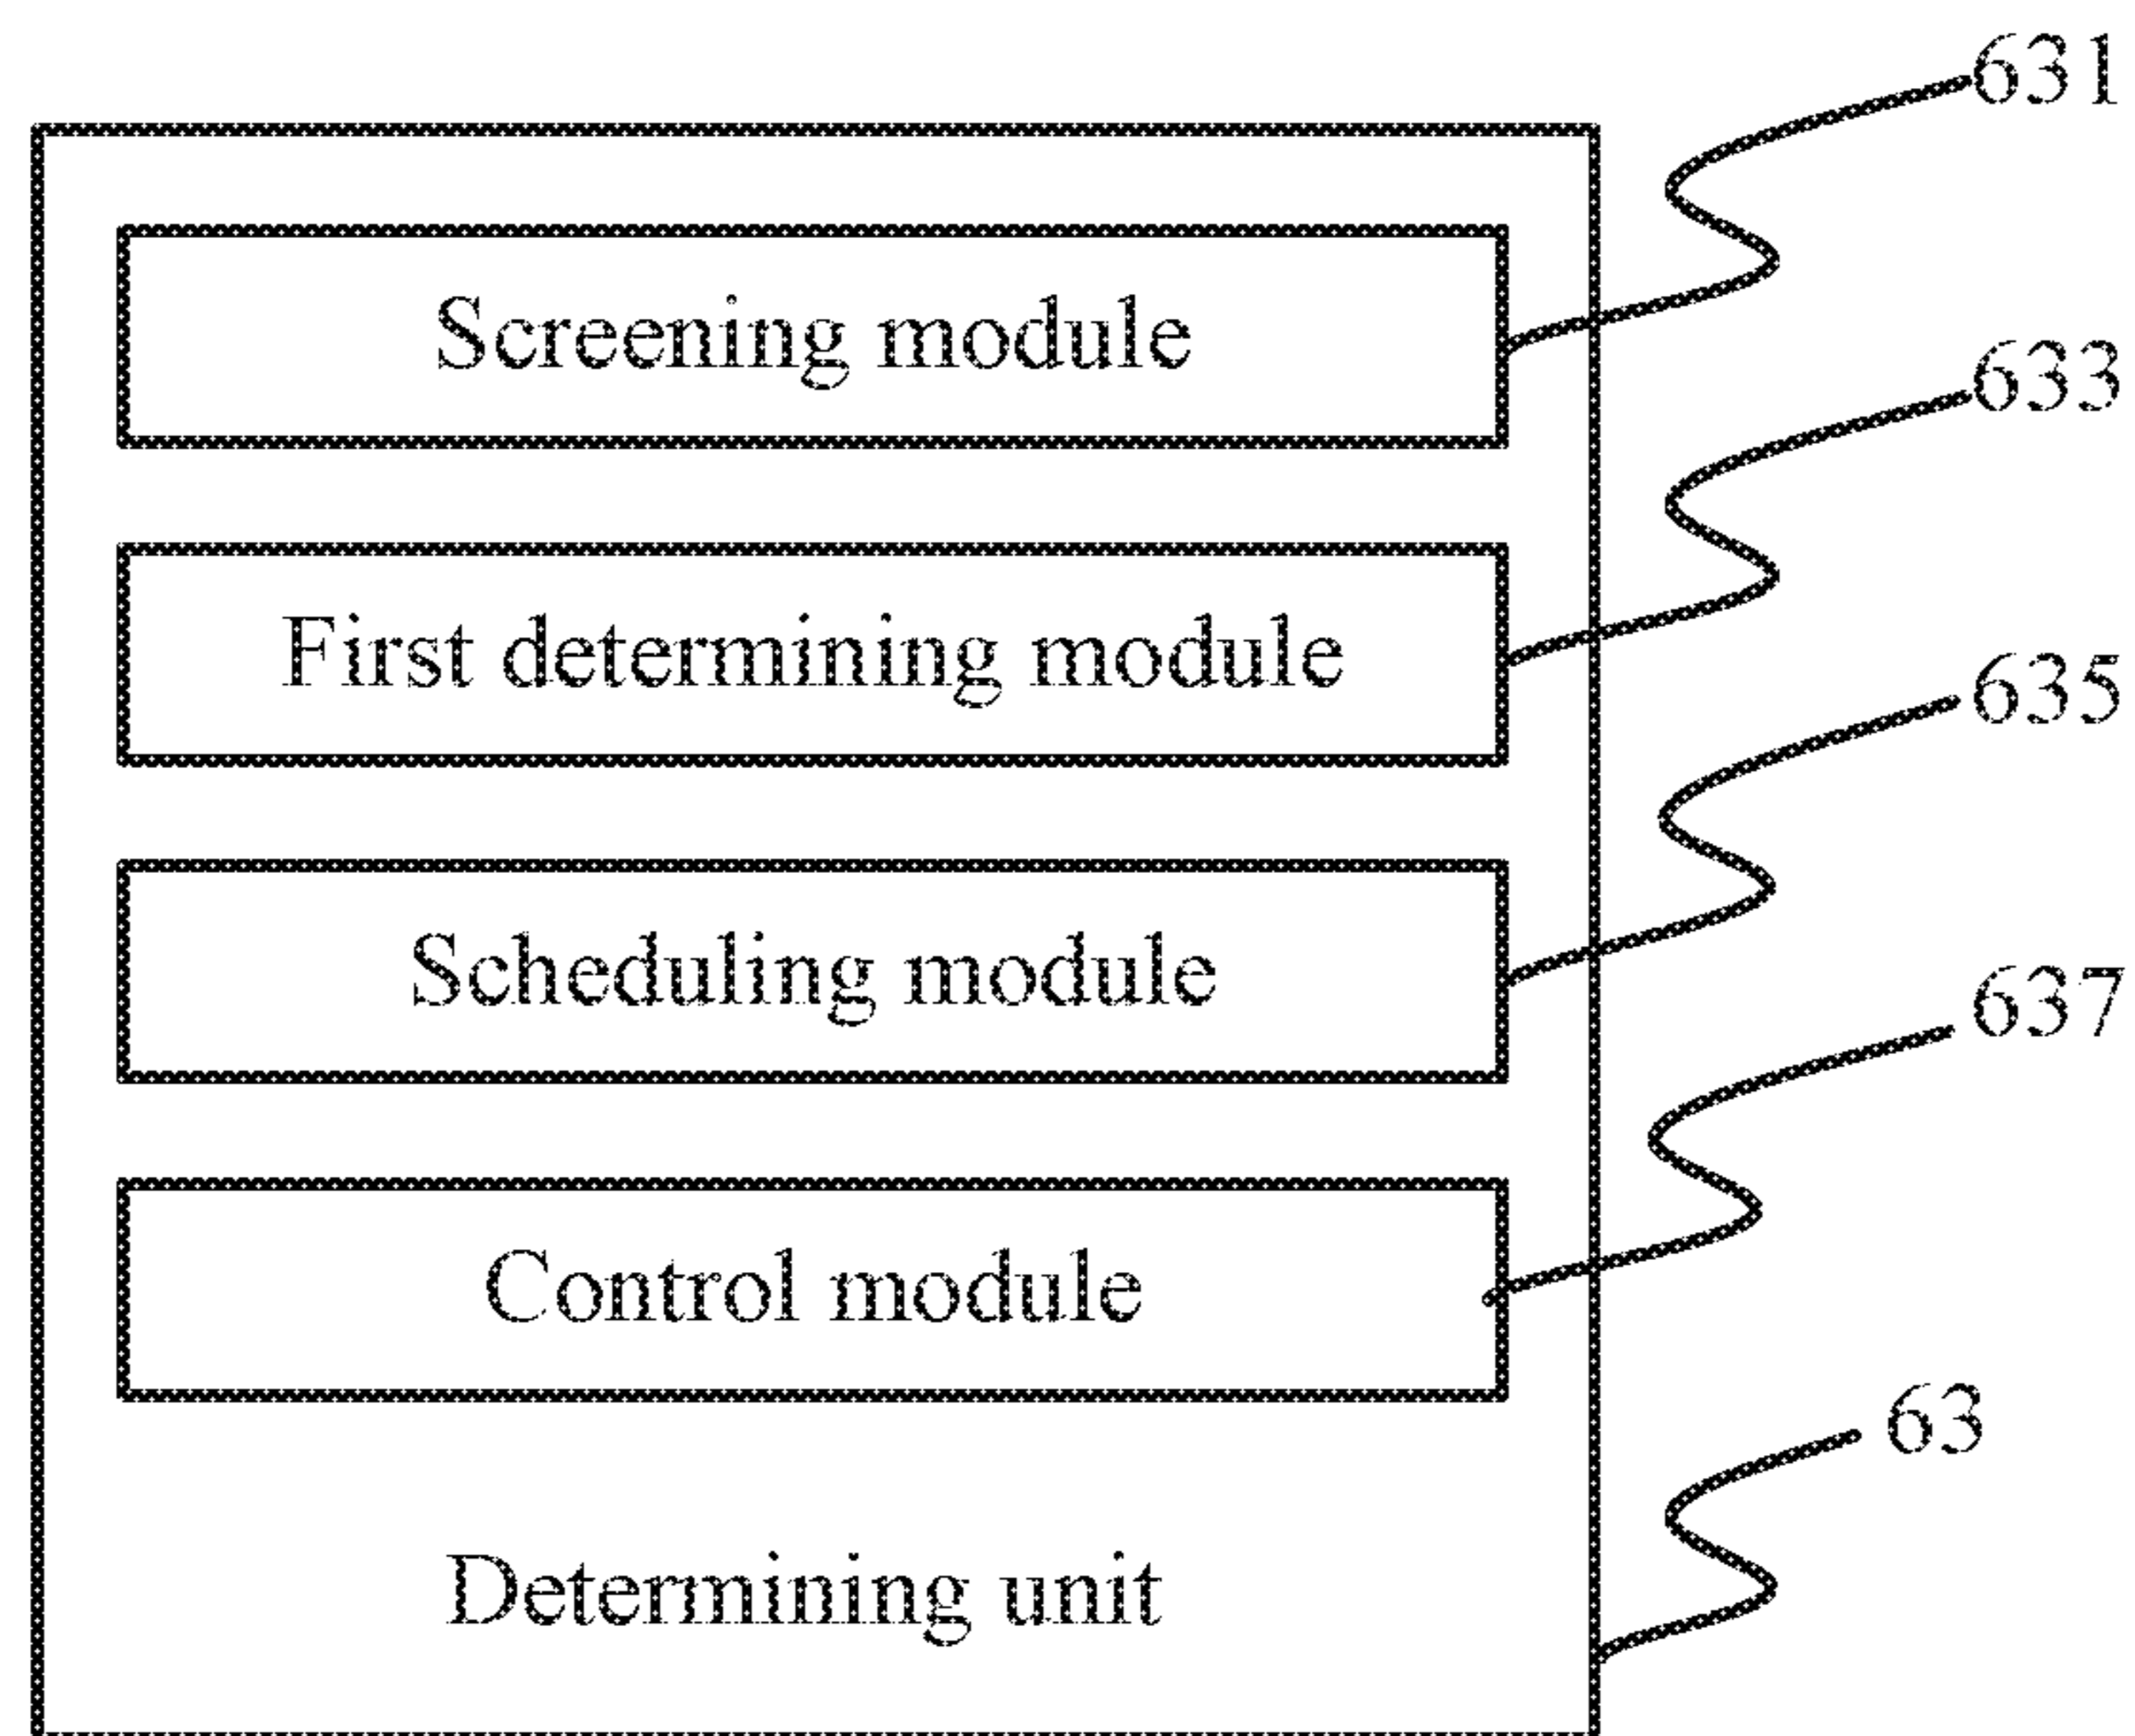 631
Screening module
633
First determining module
635
Scheduling module
637
Control module
63
Determining unit